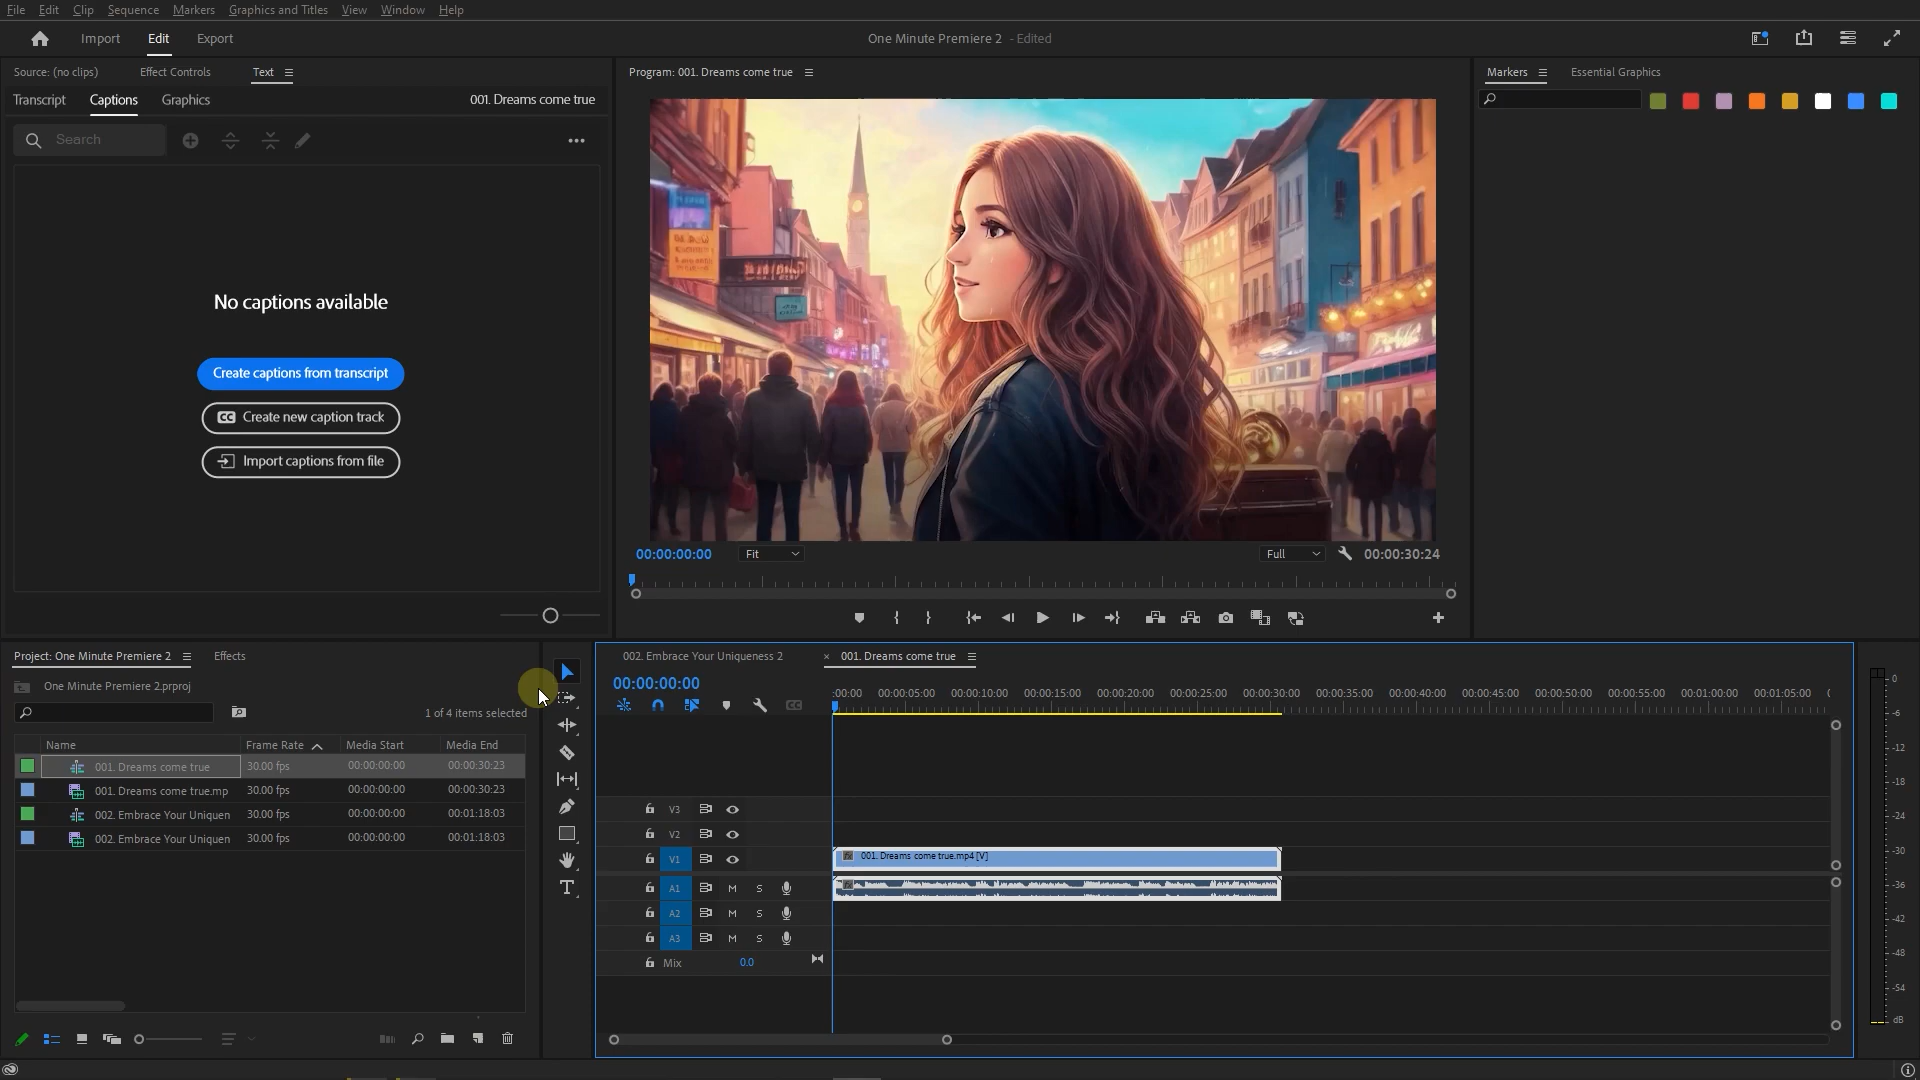 File Edit Clip Sequence Markers Graphics and Titles View Window Help
Import Edit Export One Minute Premiere 2 - Edited
Source: (no clips) Effect Controls Text
Transcript Captions Graphics 001. Dreams come true
Search
No captions available
Create captions from transcript
CC Create new caption track
Import captions from file
Program: 001. Dreams come true
00:00:00:00 Fit Full 00:00:30:24
Markers Essential Graphics
Project: One Minute Premiere 2 Effects
One Minute Premiere 2.prproj
1 of 4 items selected
Name Frame Rate Media Start Media End
001. Dreams come true 30.00 fps 00:00:00:00 00:00:30:23
001. Dreams come true.mp 30.00 fps 00:00:00:00 00:00:30:23
002. Embrace Your Uniquen 30.00 fps 00:00:00:00 00:01:18:03
002. Embrace Your Uniquen 30.00 fps 00:00:00:00 00:01:18:03
002. Embrace Your Uniqueness 2 × 001. Dreams come true
00:00:00:00
:00:00 00:00:05:00 00:00:10:00 00:00:15:00 00:00:20:00 00:00:25:00 00:00:30:00 00:00:35:00 00:00:40:00 00:00:45:00 00:00:50:00 00:00:55:00 00:01:00:00 00:01:05:00
CC
V3
V2
V1 fx 001. Dreams come true.mp4 [V]
A1 M S fx
A2 M S
A3 M S
Mix 0.0
0
-6
-12
-18
-24
-30
-36
-42
-48
-54
dB